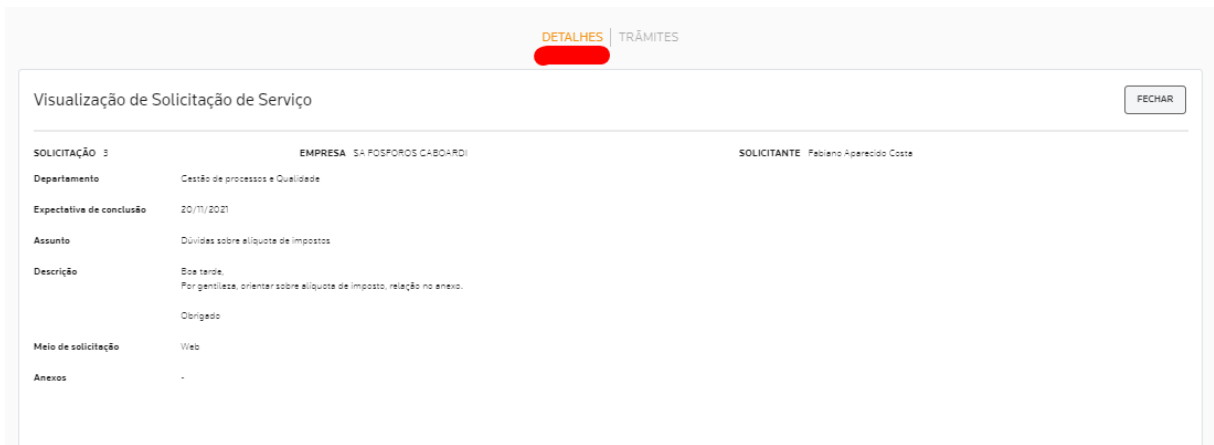 DETALHES TRÂMITES
Visualização de Solicitação de Serviço FECHAR
SOLICITAÇÃO 3 EMPRESA SA FOSFOROS GABOARDI SOLICITANTE Fabiano Aparecido Costa
Departamento Gestão de processos e Qualidade
Expectativa de conclusão 20/11/2021
Assunto Dúvidas sobre alíquota de impostos
Descrição Boa tarde,
Por gentileza, orientar sobre alíquota de imposto, relação no anexo.
Obrigado
Meio de solicitação Web
Anexos -